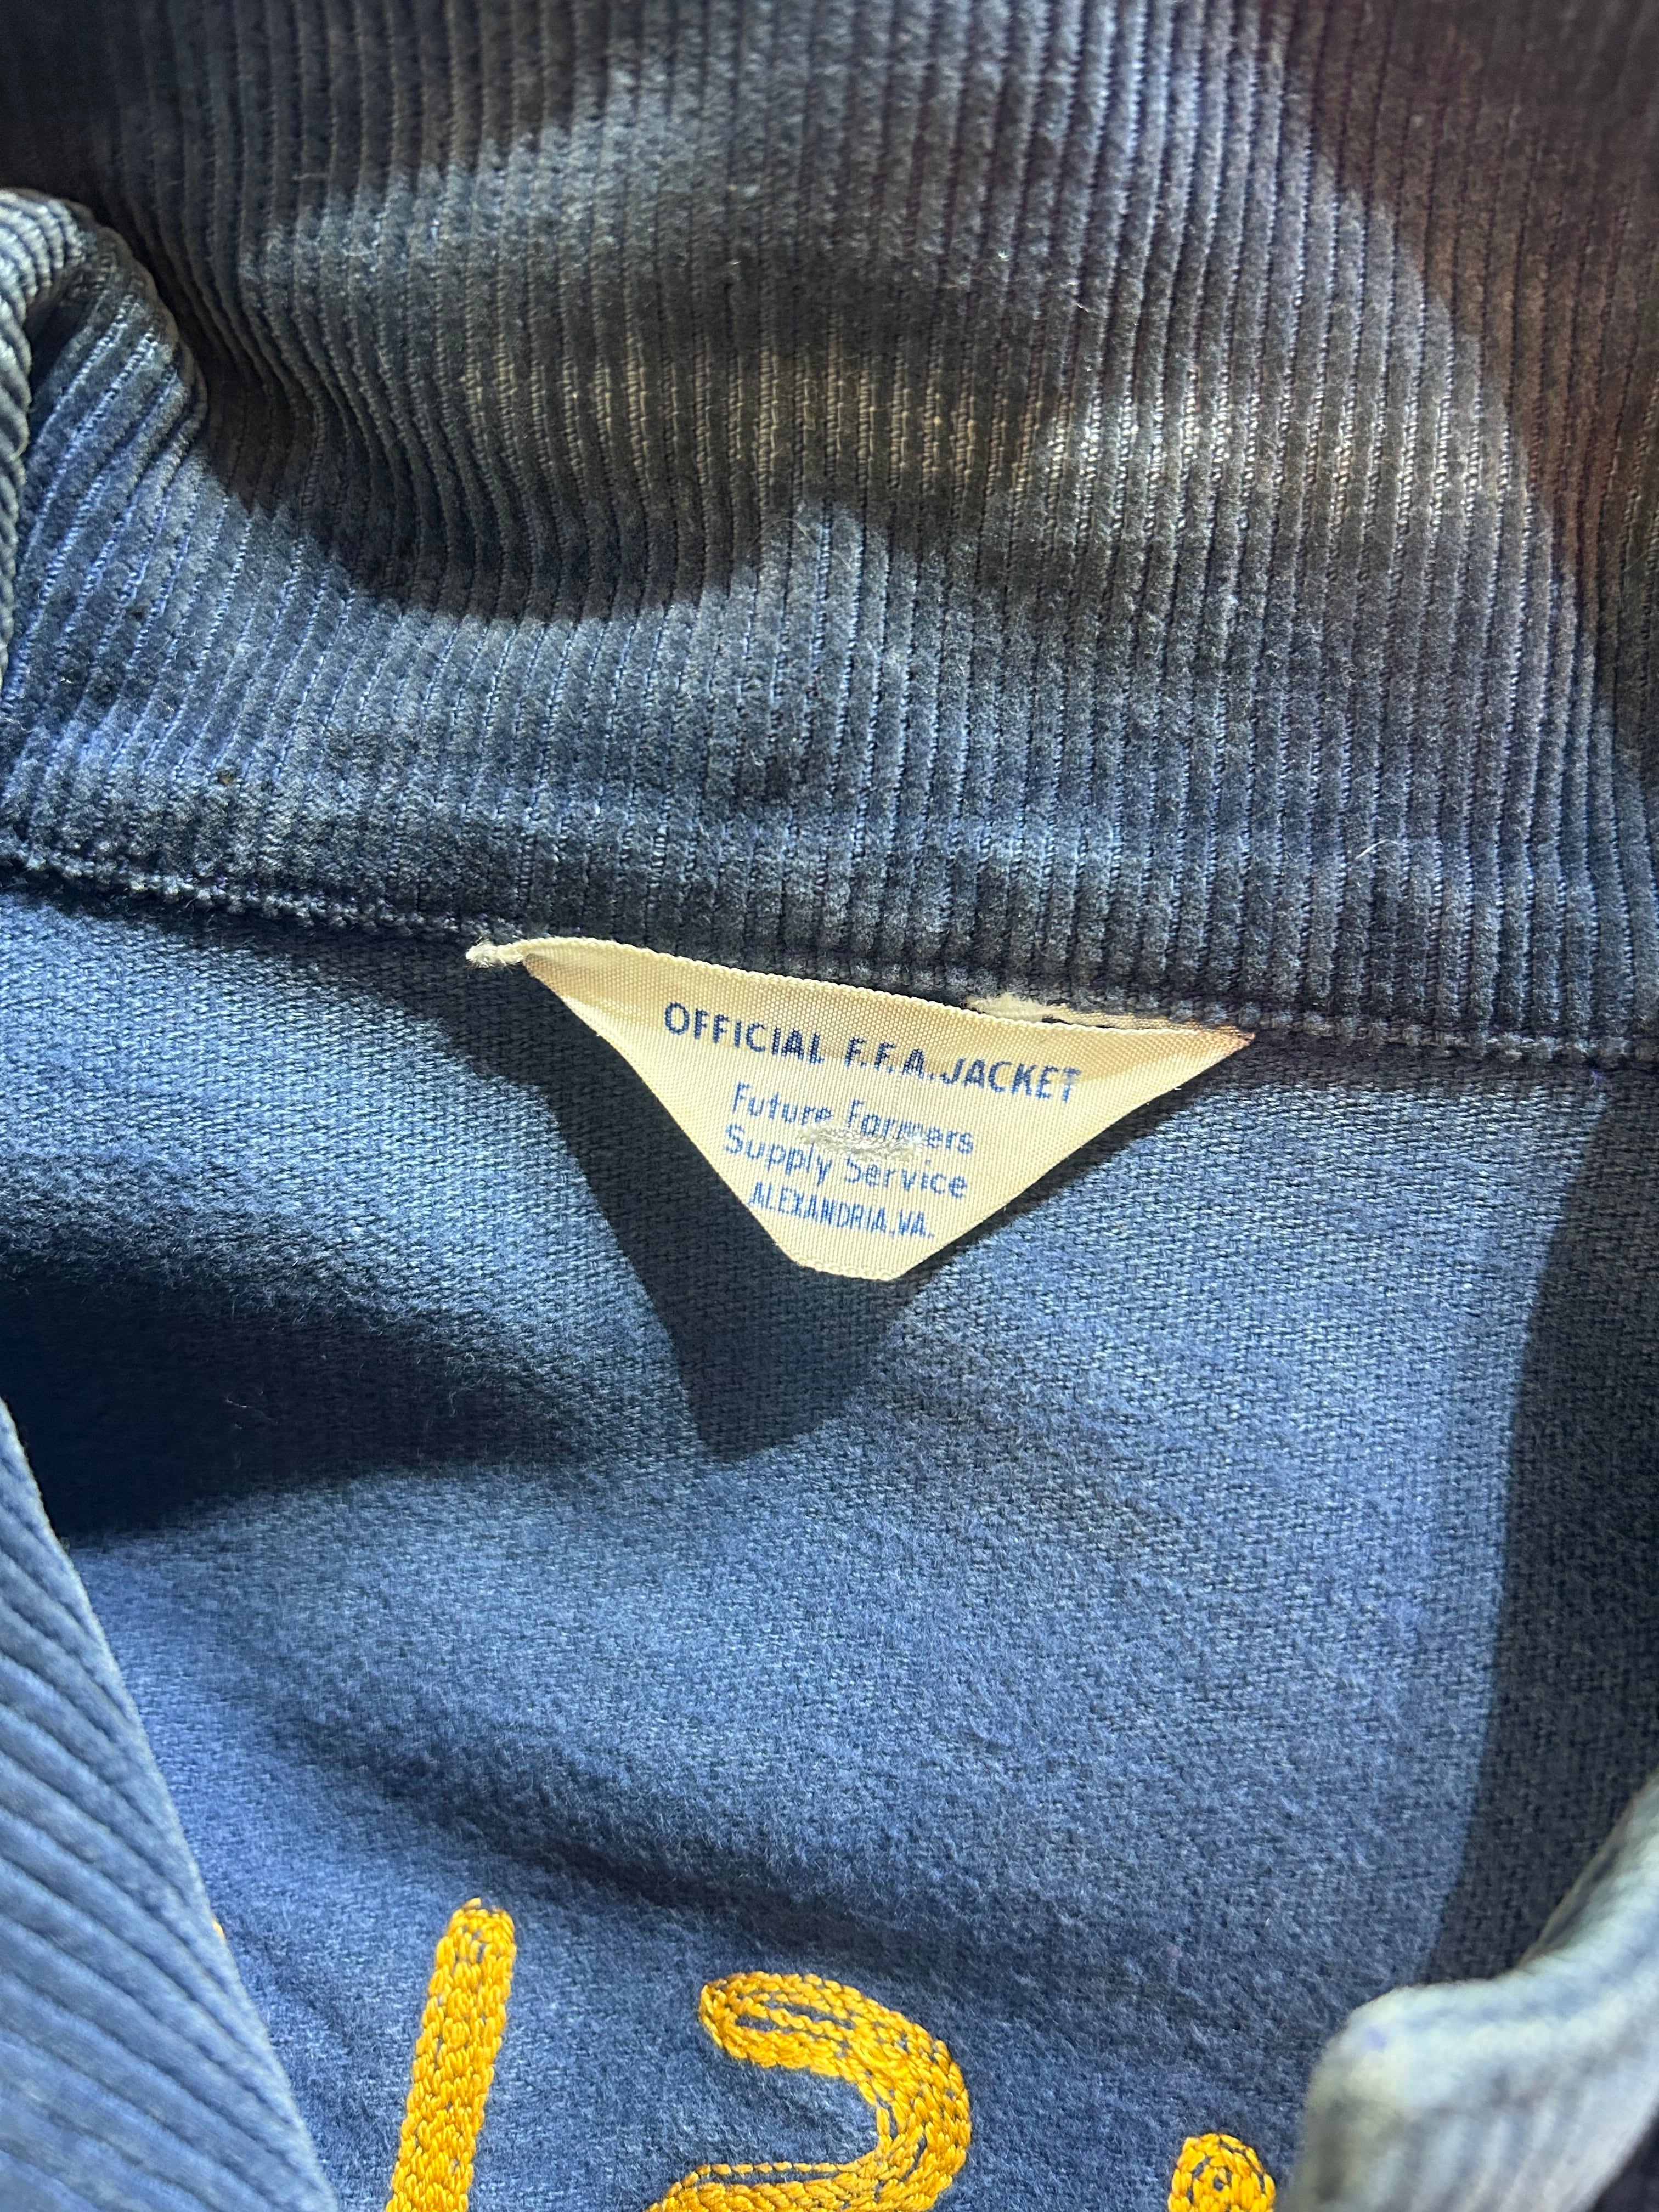 OFFICIAL F.F.A. JACKET
Future Farmers
Supply Service
ALEXANDRIA, VA.